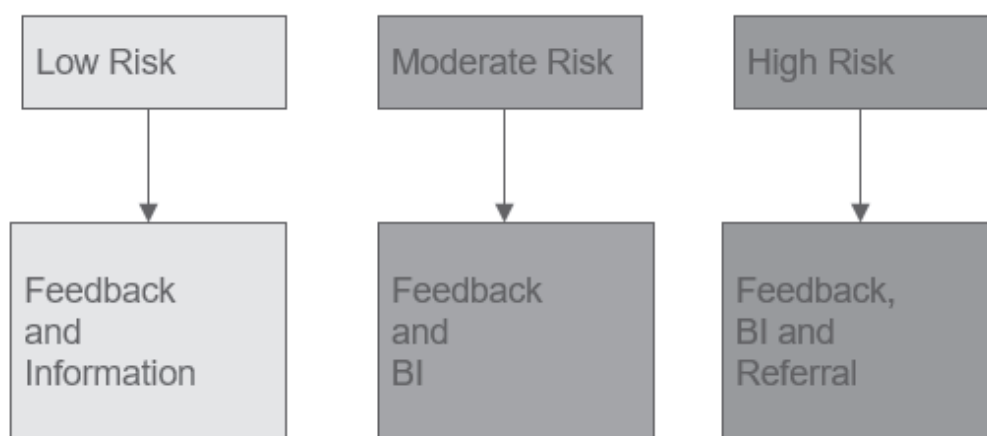 Low Risk
Moderate Risk
High Risk
Feedback
and
Information
Feedback
and
BI
Feedback,
BI and
Referral